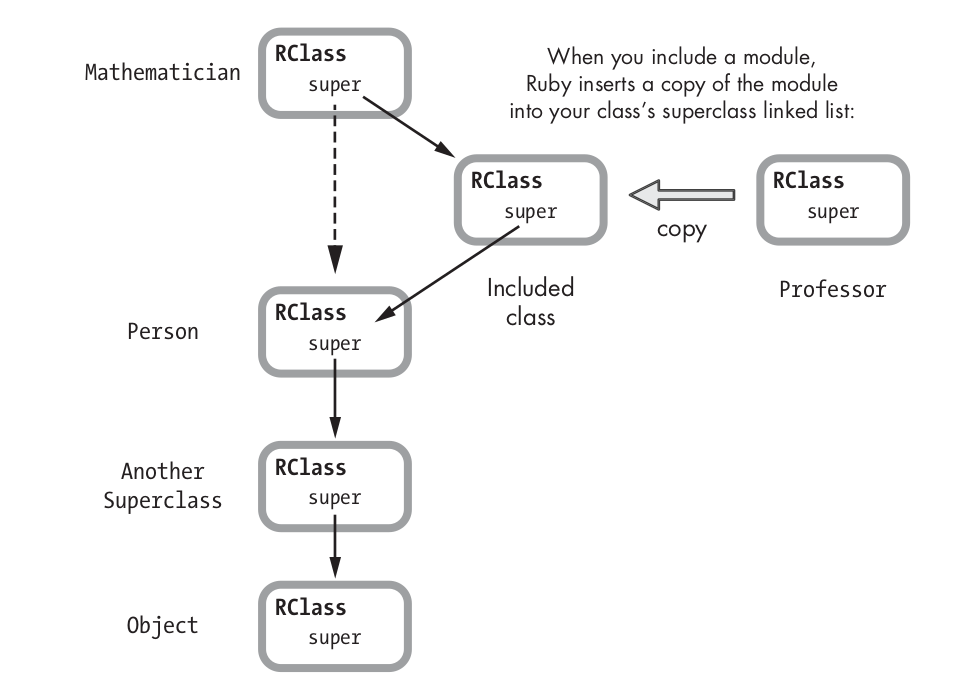 Mathematician
RClass
super
When you include a module,
Ruby inserts a copy of the module
into your class's superclass linked list:
RClass
super
copy
RClass
super
Included
class
Professor
Person
RClass
super
Another
Superclass
RClass
super
Object
RClass
super